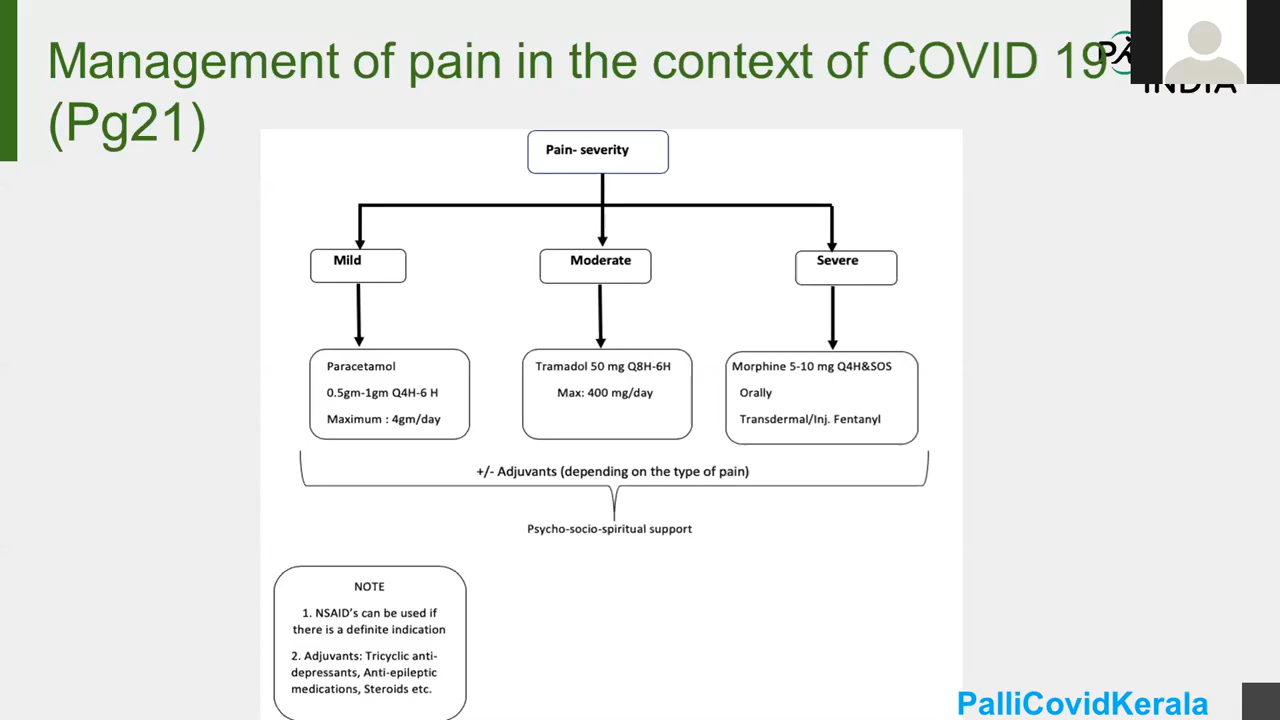 Management of pain in the context of COVID 19
(Pg21)
INDIA
Pain- severity
Mild
Moderate
Severe
Paracetamol
0.5gm-1gm Q4H-6 H
Maximum : 4gm/day
Tramadol 50 mg Q8H-6H
Max: 400 mg/day
Morphine 5-10 mg Q4H&SOS
Orally
Transdermal/Inj. Fentanyl
+/- Adjuvants (depending on the type of pain)
Psycho-socio-spiritual support
NOTE
1. NSAID's can be used if
there is a definite indication
2. Adjuvants: Tricyclic anti-
depressants, Anti-epileptic
medications, Steroids etc.
PalliCovidKerala